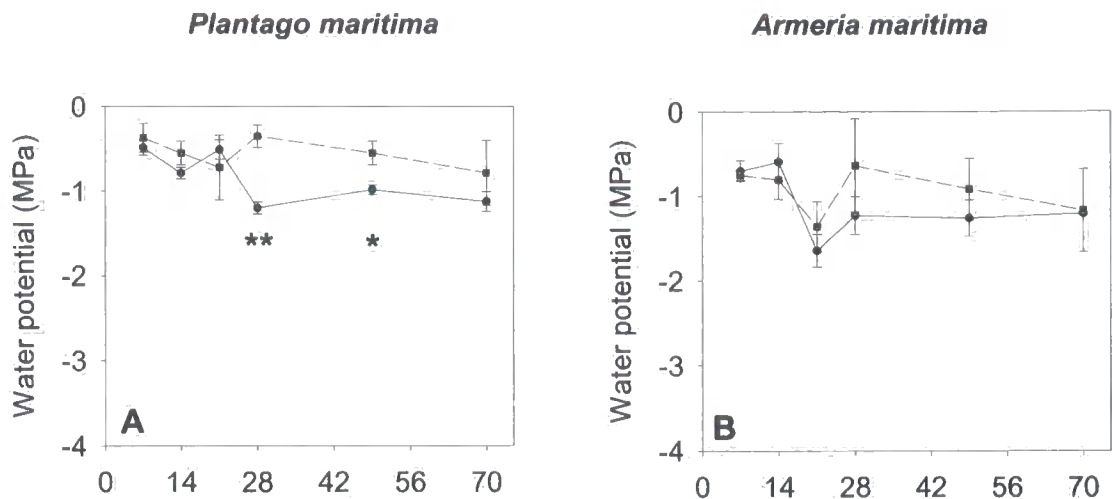 Plantago maritima
Armeria maritima
Water potential (MPa)
0
-1
-2
-3
-4
A
**
*
0 14 28 42 56 70
Water potential (MPa)
0
-1
-2
-3
-4
B
0 14 28 42 56 70